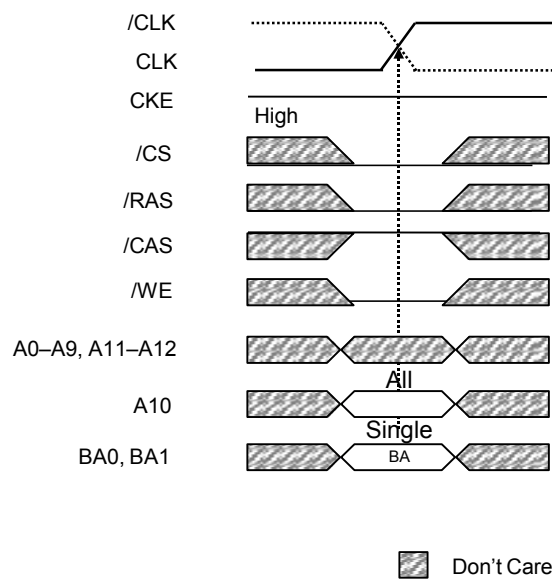 /CLK
CLK
CKE
High
/CS
/RAS
/CAS
/WE
A0–A9, A11–A12
All
A10
Single
BA0, BA1
BA
Don't Care